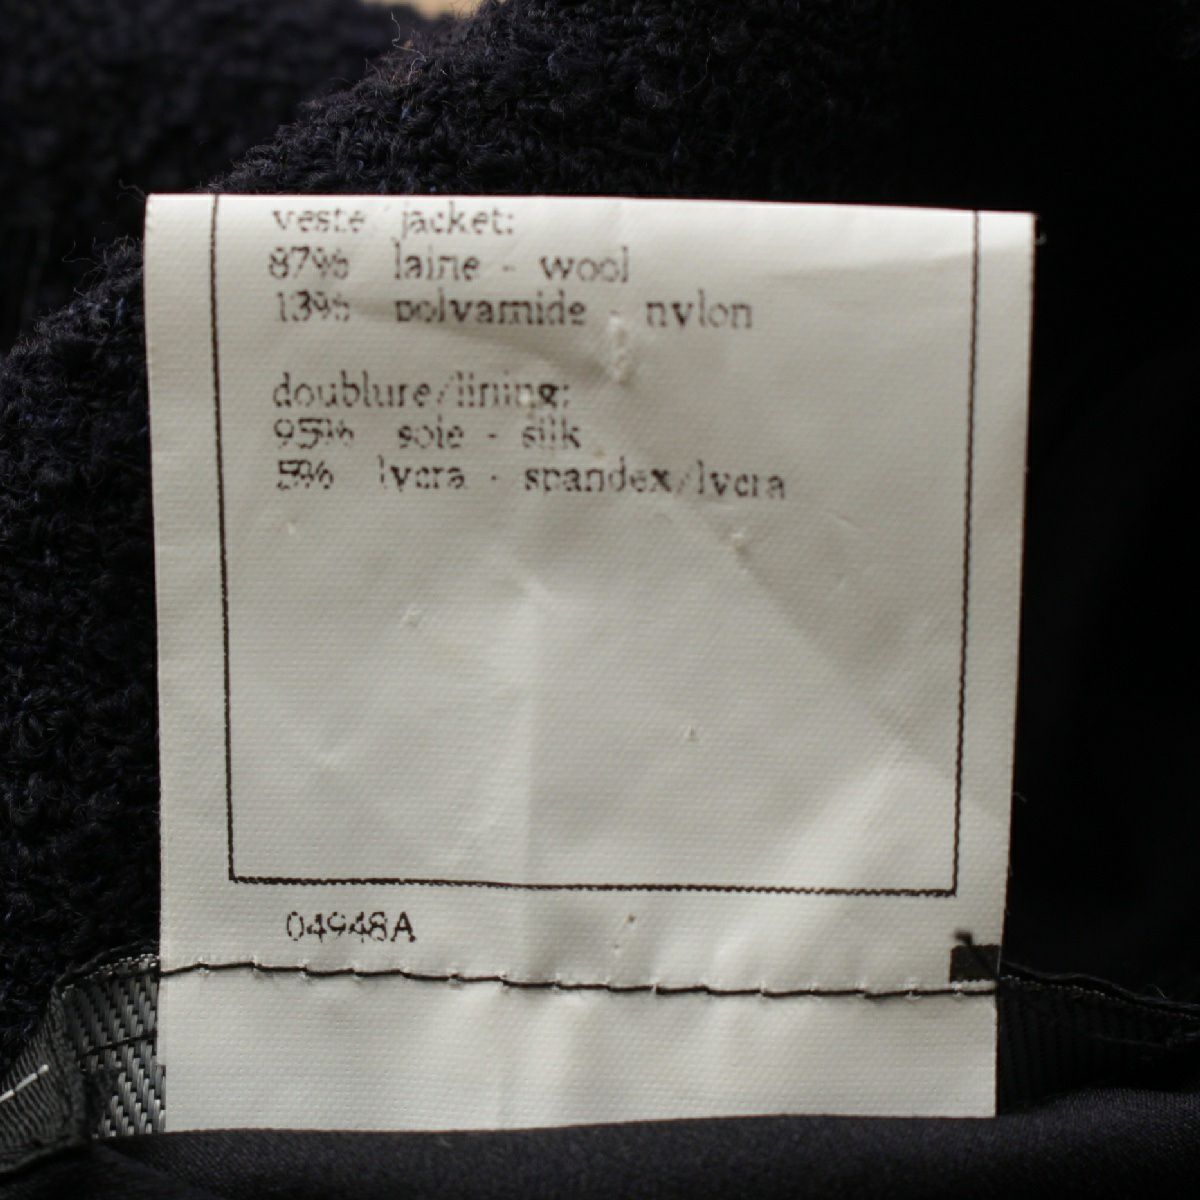 veste/jacket:
87% laine - wool
13% polyamide - nylon
doublure/lining:
95% soie - silk
5% lycra - spandex/lycra
04948A